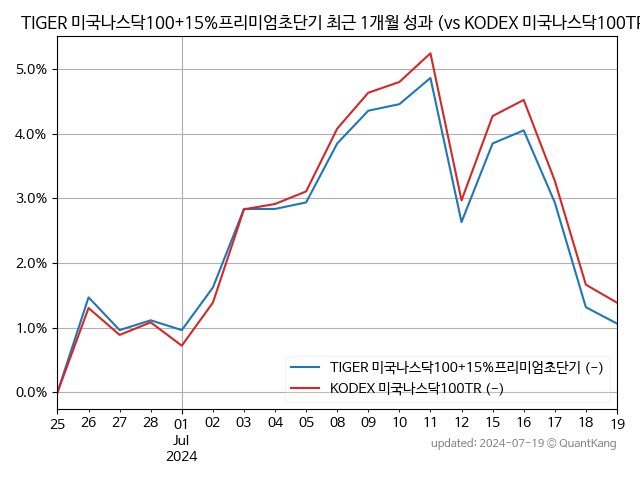 TIGER 미국나스닥100+15%프리미엄초단기 최근 1개월 성과 (vs KODEX 미국나스닥100TR
5.0%
4.0%
3.0%
2.0%
1.0%
0.0%
TIGER 미국나스닥100+15%프리미엄초단기 (-)
KODEX 미국나스닥100TR (-)
25 26 27 28 01 02 03 04 05 08 09 10 11 12 15 16 17 18 19
Jul
2024
updated: 2024-07-19 © QuantKang